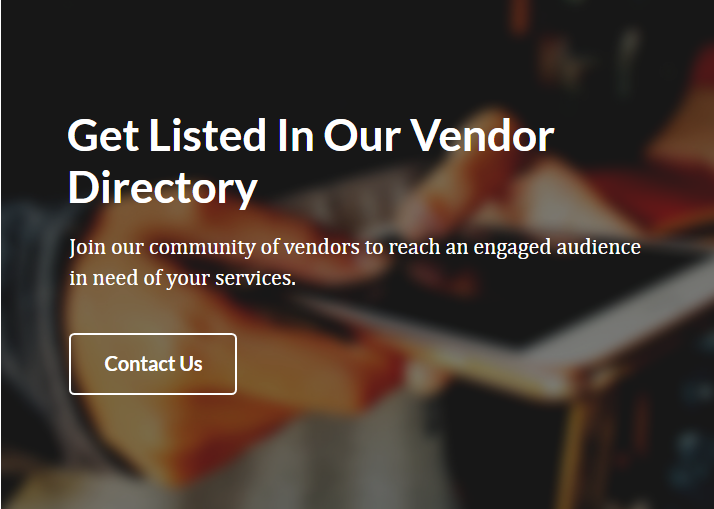 Get Listed In Our Vendor
Directory
Join our community of vendors to reach an engaged audience
in need of your services.
Contact Us